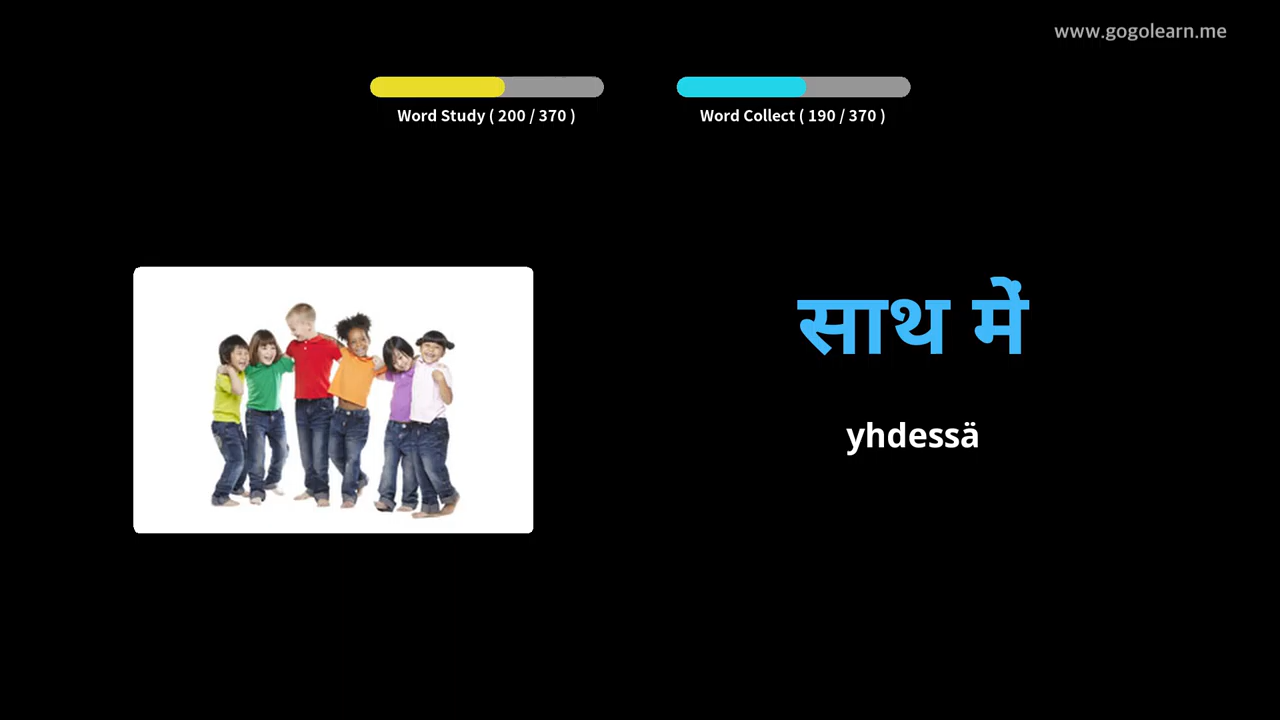 www.gogolearn.me
Word Study ( 200 / 370 )
Word Collect ( 190 / 370 )
साथ में
yhdessä